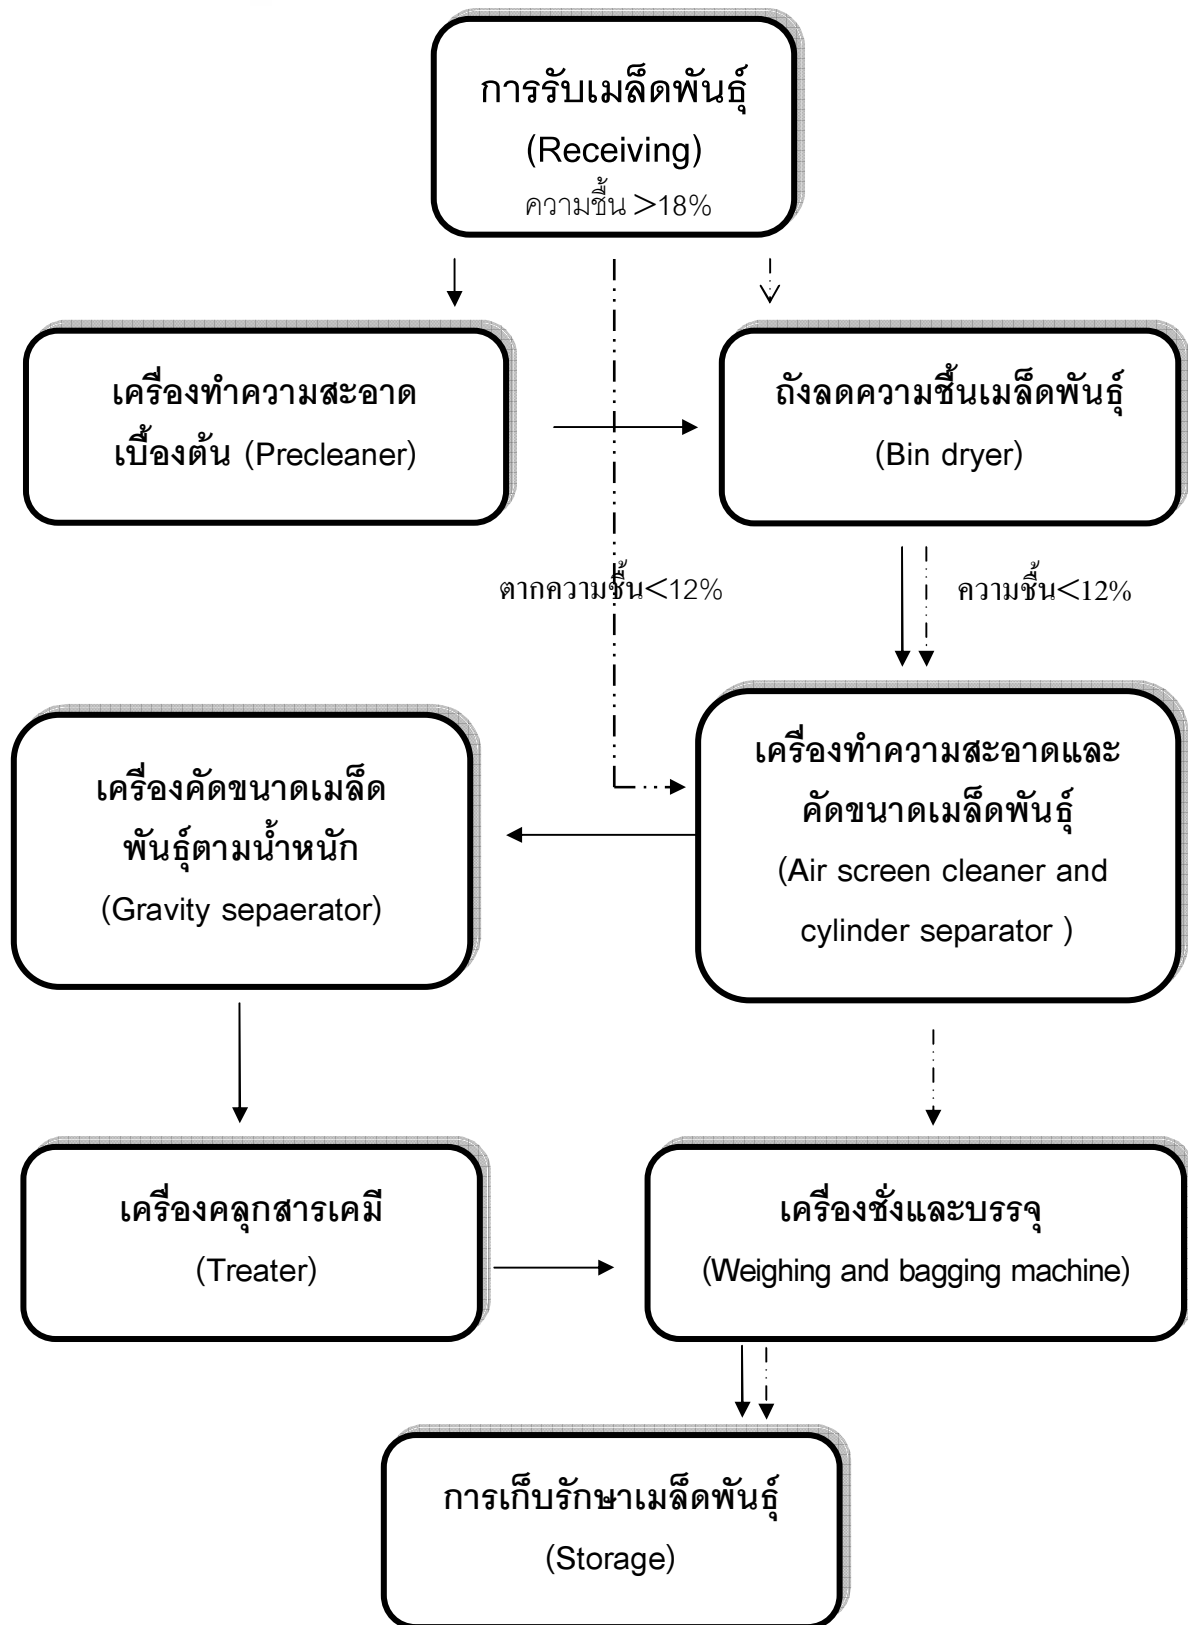 การรับเมล็ดพันธุ์
(Receiving)
ความชื้น >18%
เครื่องทำความสะอาด
เบื้องต้น (Precleaner)
ถังลดความชื้นเมล็ดพันธุ์
(Bin dryer)
ตากความชื้น<12%
ความชื้น<12%
เครื่องคัดขนาดเมล็ด
พันธุ์ตามน้ำหนัก
(Gravity sepaerator)
เครื่องทำความสะอาดและ
คัดขนาดเมล็ดพันธุ์
(Air screen cleaner and
cylinder separator )
เครื่องคลุกสารเคมี
(Treater)
เครื่องชั่งและบรรจุ
(Weighing and bagging machine)
การเก็บรักษาเมล็ดพันธุ์
(Storage)